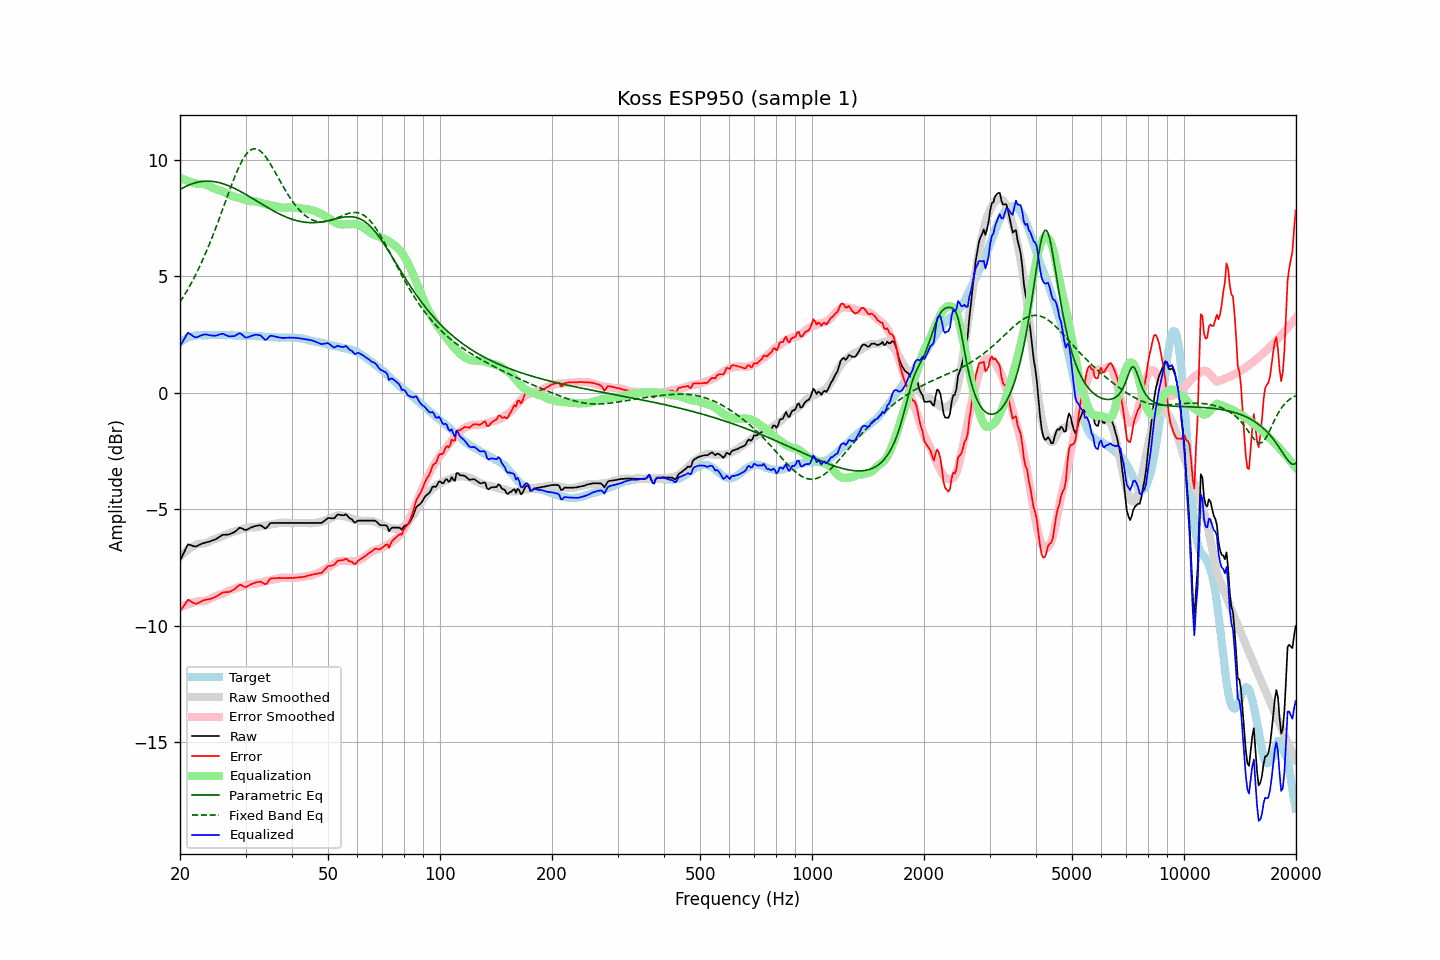 Koss ESP950 (sample 1)
Amplitude (dBr)
10
5
0
−5
−10
−15
Target
Raw Smoothed
Error Smoothed
Raw
Error
Equalization
Parametric Eq
Fixed Band Eq
Equalized
20 50 100 200 500 1000 2000 5000 10000 20000
Frequency (Hz)